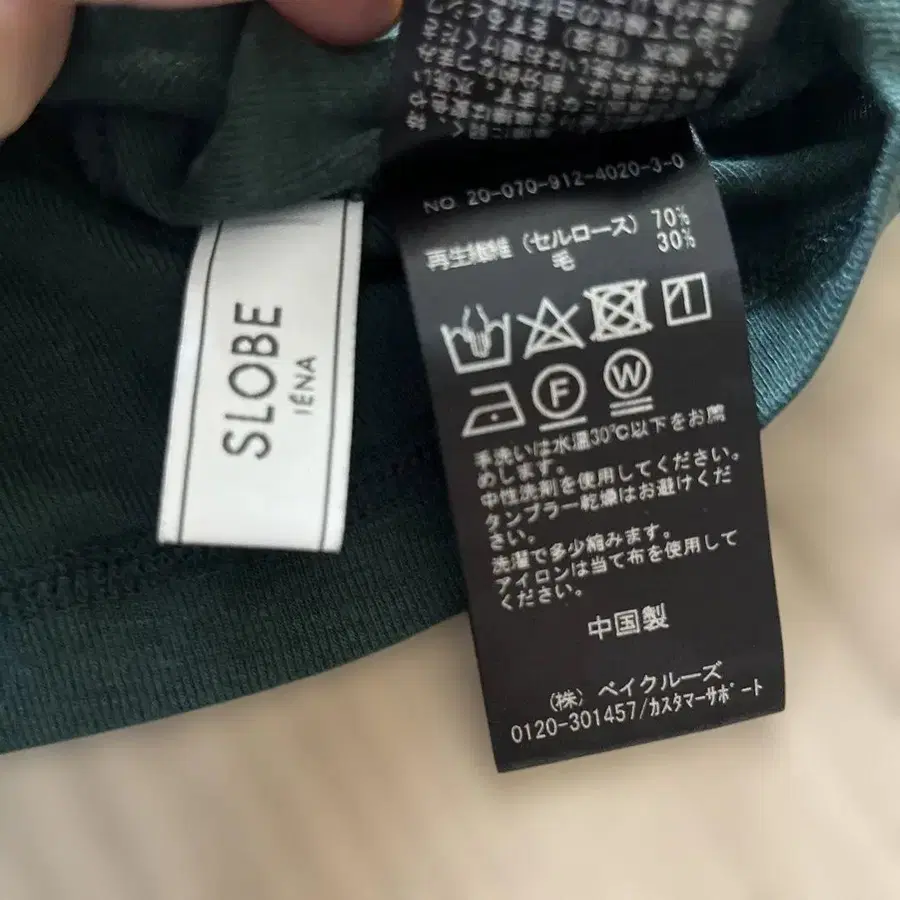 SLOBE
IÉNA
NO. 20-070-912-4020-3-0
再生繊維（セルロース） 70%
毛 30%
F W
手洗いは水温30℃以下をお薦
めします。
中性洗剤を使用してください。
タンブラー乾燥はお避けくだ
さい。
洗濯で多少縮みます。
アイロンは当て布を使用して
ください。
中国製
(株) ベイクルーズ
0120-301457/カスタマーサポート